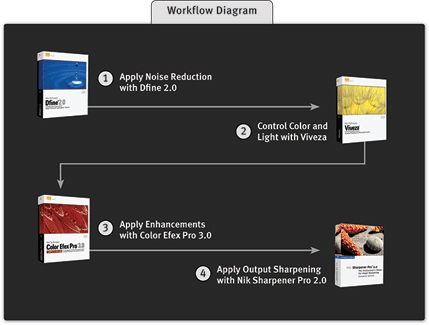 Workflow Diagram
Dfine 2.0
1 Apply Noise Reduction
with Dfine 2.0
Viveza
2 Control Color and
Light with Viveza
Color Efex Pro 3.0
3 Apply Enhancements
with Color Efex Pro 3.0
Sharpener Pro 2.0
4 Apply Output Sharpening
with Nik Sharpener Pro 2.0